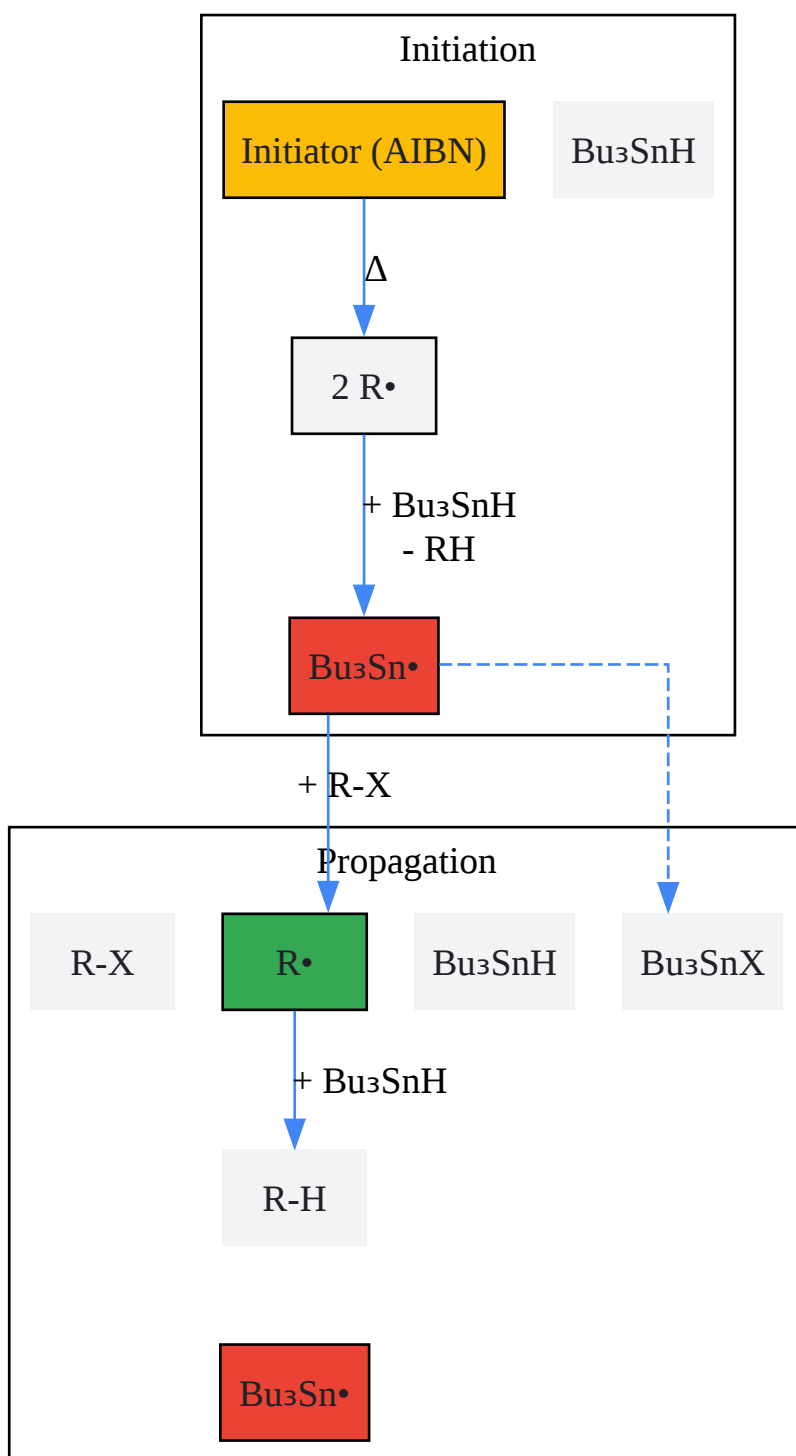 Initiation
Initiator (AIBN)
Bu₃SnH
Δ
2 R•
+ Bu₃SnH
- RH
Bu₃Sn•
+ R-X
Propagation
R-X
R•
Bu₃SnH
Bu₃SnX
+ Bu₃SnH
R-H
Bu₃Sn•